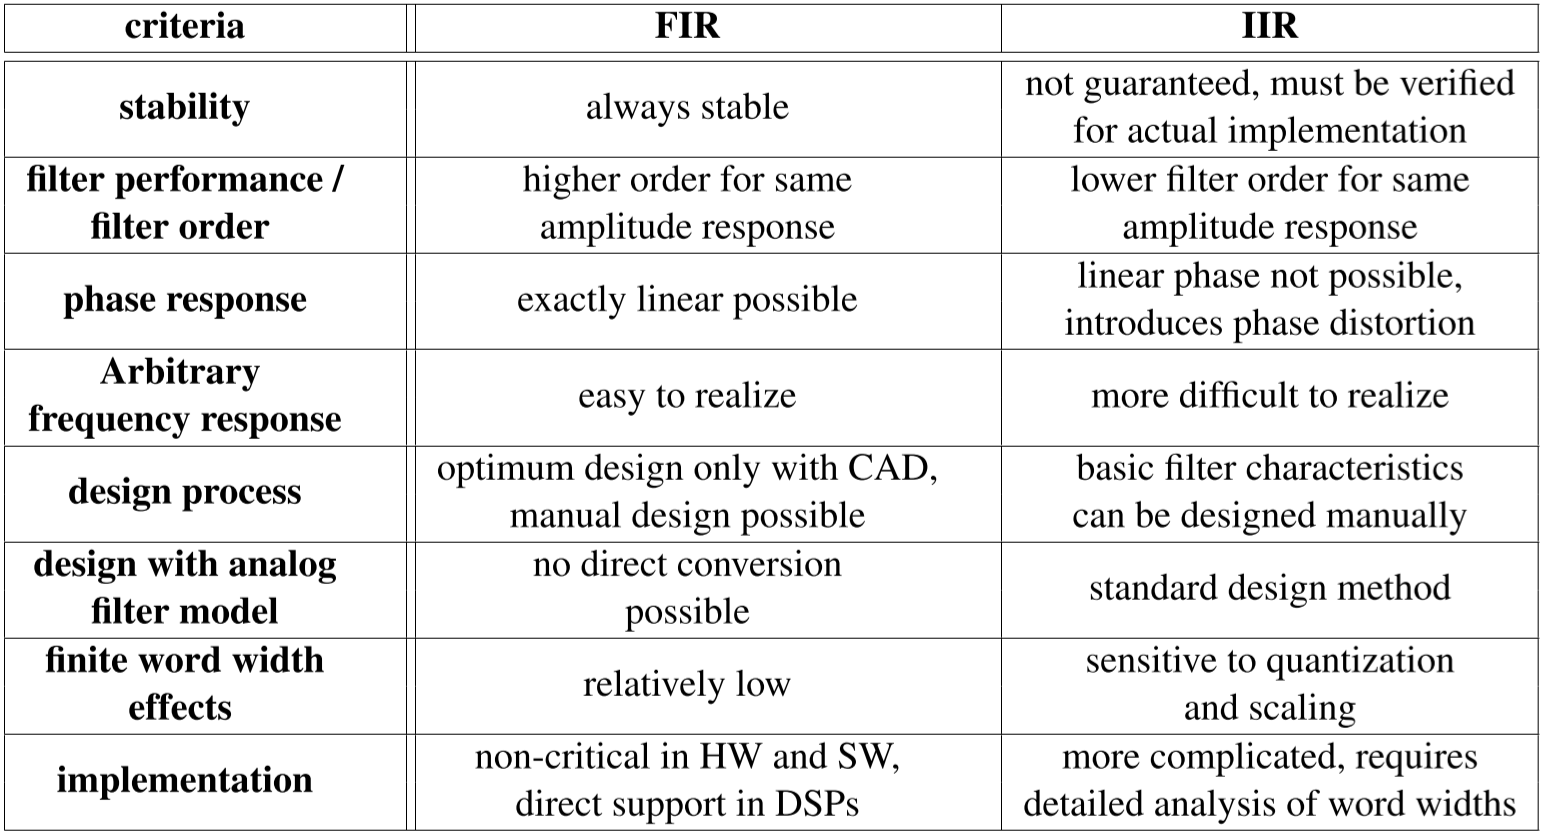 criteria FIR IIR
stability
always stable
not guaranteed, must be verified
for actual implementation
filter performance /
filter order
higher order for same
amplitude response
lower filter order for same
amplitude response
phase response
exactly linear possible
linear phase not possible,
introduces phase distortion
Arbitrary
frequency response
easy to realize
more difficult to realize
design process
optimum design only with CAD,
manual design possible
basic filter characteristics
can be designed manually
design with analog
filter model
no direct conversion
possible
standard design method
finite word width
effects
relatively low
sensitive to quantization
and scaling
implementation
non-critical in HW and SW,
direct support in DSPs
more complicated, requires
detailed analysis of word widths